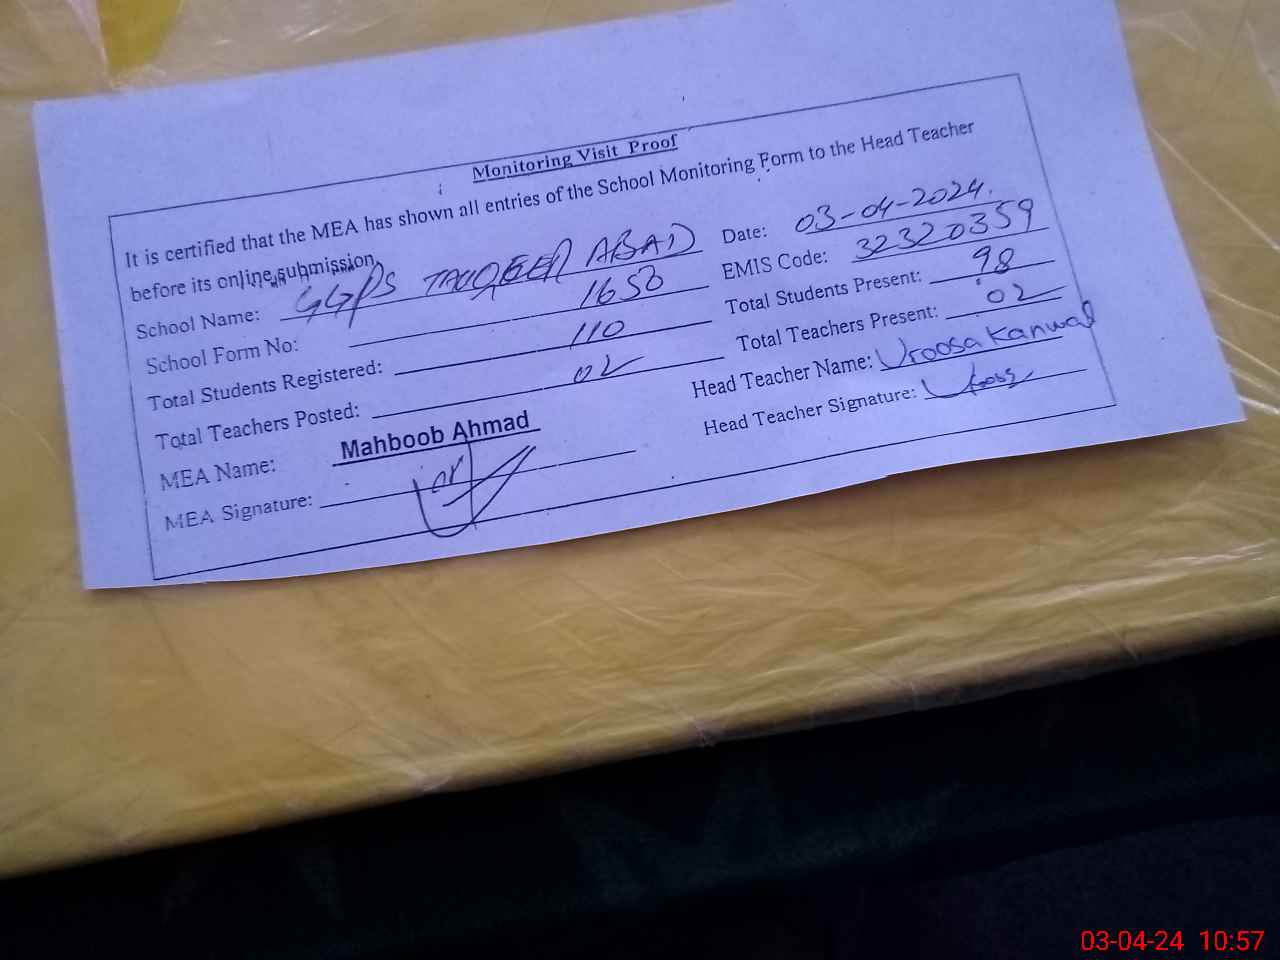 Monitoring Visit Proof
It is certified that the MEA has shown all entries of the School Monitoring Form to the Head Teacher
before its online submission.
School Name: GGPS TAUQEER ABAD Date: 03-04-2024.
School Form No: 1650 EMIS Code: 32320359
Total Students Registered: 110 Total Students Present: 98
Total Teachers Posted: 02 Total Teachers Present: 02
MEA Name: Mahboob Ahmad Head Teacher Name: Uroosa Kanwal
MEA Signature: Head Teacher Signature:
03-04-24 10:57